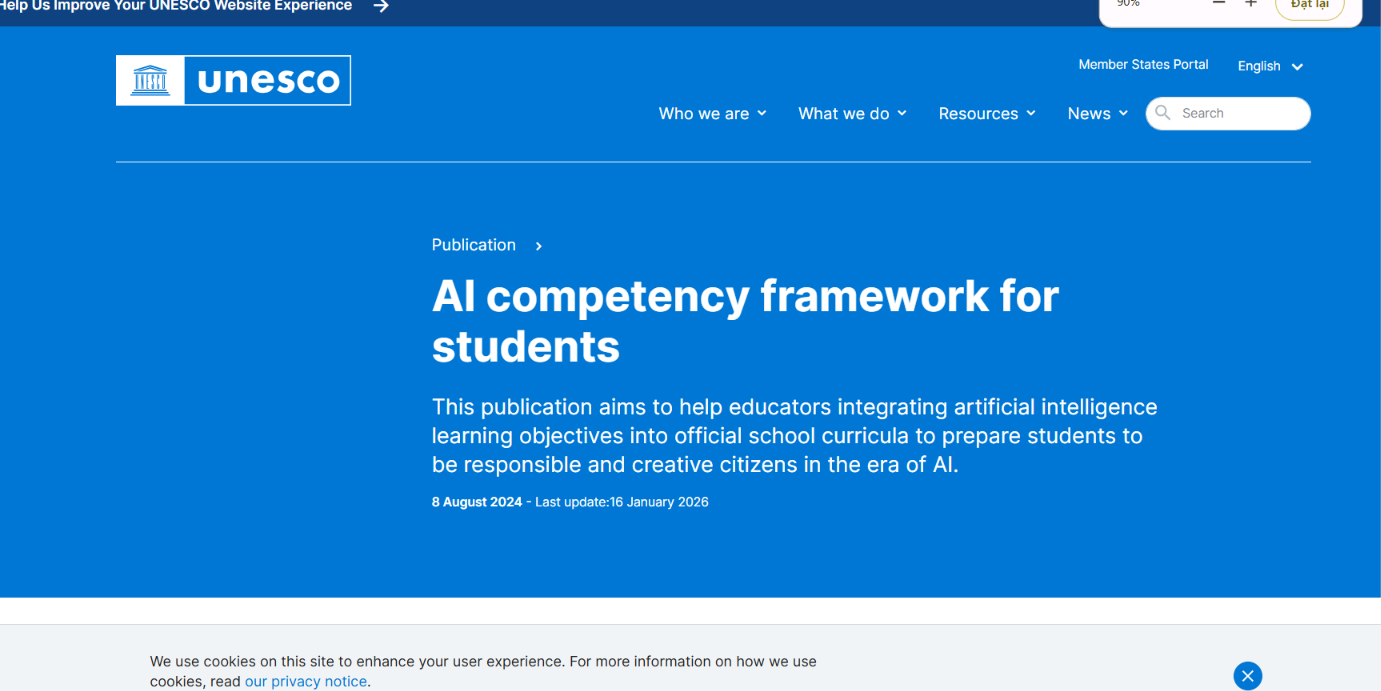 Help Us Improve Your UNESCO Website Experience →
90% − + Đặt lại
unesco
Member States Portal English
Who we are What we do Resources News Search
Publication ›
AI competency framework for
students
This publication aims to help educators integrating artificial intelligence
learning objectives into official school curricula to prepare students to
be responsible and creative citizens in the era of AI.
8 August 2024 - Last update:16 January 2026
We use cookies on this site to enhance your user experience. For more information on how we use
cookies, read our privacy notice.